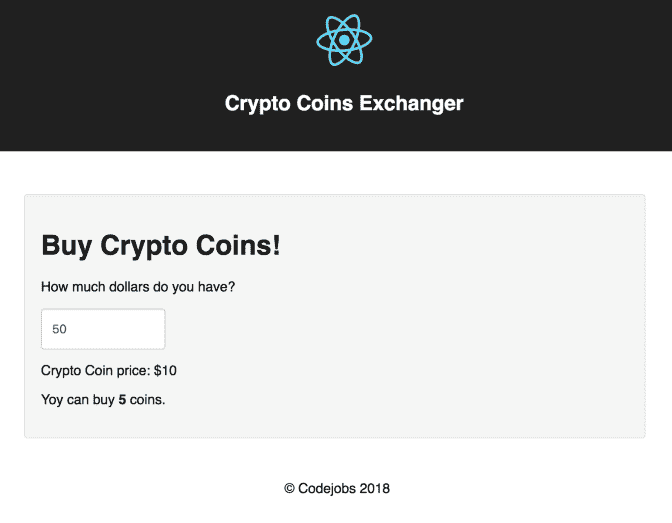 Crypto Coins Exchanger
Buy Crypto Coins!
How much dollars do you have?
50
Crypto Coin price: $10
Yoy can buy 5 coins.
© Codejobs 2018